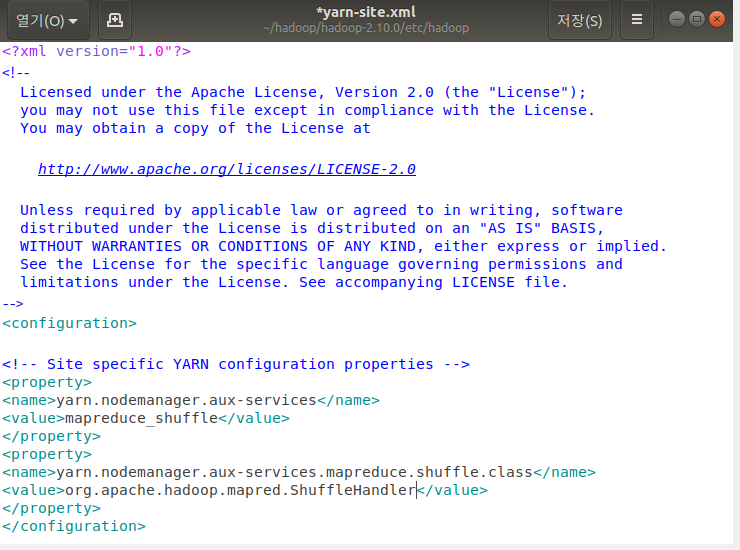 열기(O)
*yarn-site.xml
~/hadoop/hadoop-2.10.0/etc/hadoop
저장(S)
<?xml version="1.0"?>
<!--
  Licensed under the Apache License, Version 2.0 (the "License");
  you may not use this file except in compliance with the License.
  You may obtain a copy of the License at

    http://www.apache.org/licenses/LICENSE-2.0

  Unless required by applicable law or agreed to in writing, software
  distributed under the License is distributed on an "AS IS" BASIS,
  WITHOUT WARRANTIES OR CONDITIONS OF ANY KIND, either express or implied.
  See the License for the specific language governing permissions and
  limitations under the License. See accompanying LICENSE file.
-->
<configuration>

<!-- Site specific YARN configuration properties -->
<property>
<name>yarn.nodemanager.aux-services</name>
<value>mapreduce_shuffle</value>
</property>
<property>
<name>yarn.nodemanager.aux-services.mapreduce.shuffle.class</name>
<value>org.apache.hadoop.mapred.ShuffleHandler</value>
</property>
</configuration>